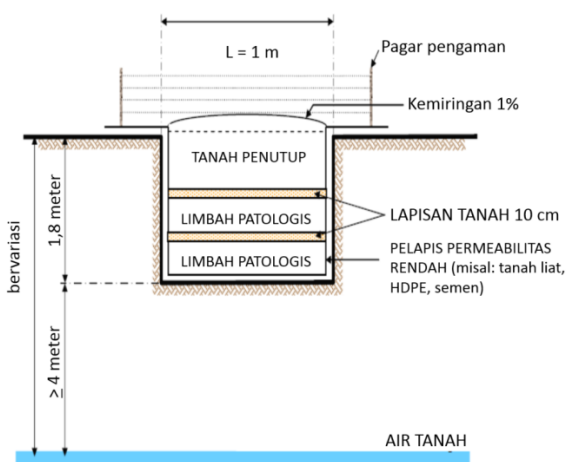 L = 1 m
Pagar pengaman
Kemiringan 1%
TANAH PENUTUP
LIMBAH PATOLOGIS
LAPISAN TANAH 10 cm
LIMBAH PATOLOGIS
PELAPIS PERMEABILITAS
RENDAH (misal: tanah liat,
HDPE, semen)
bervariasi
1,8 meter
≥ 4 meter
AIR TANAH